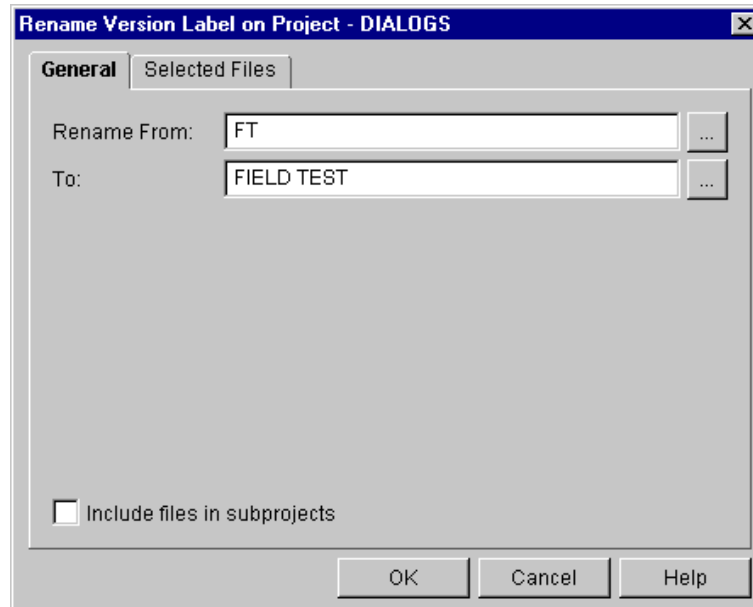 Rename Version Label on Project - DIALOGS
General Selected Files
Rename From: FT ...
To: FIELD TEST ...
Include files in subprojects
OK Cancel Help